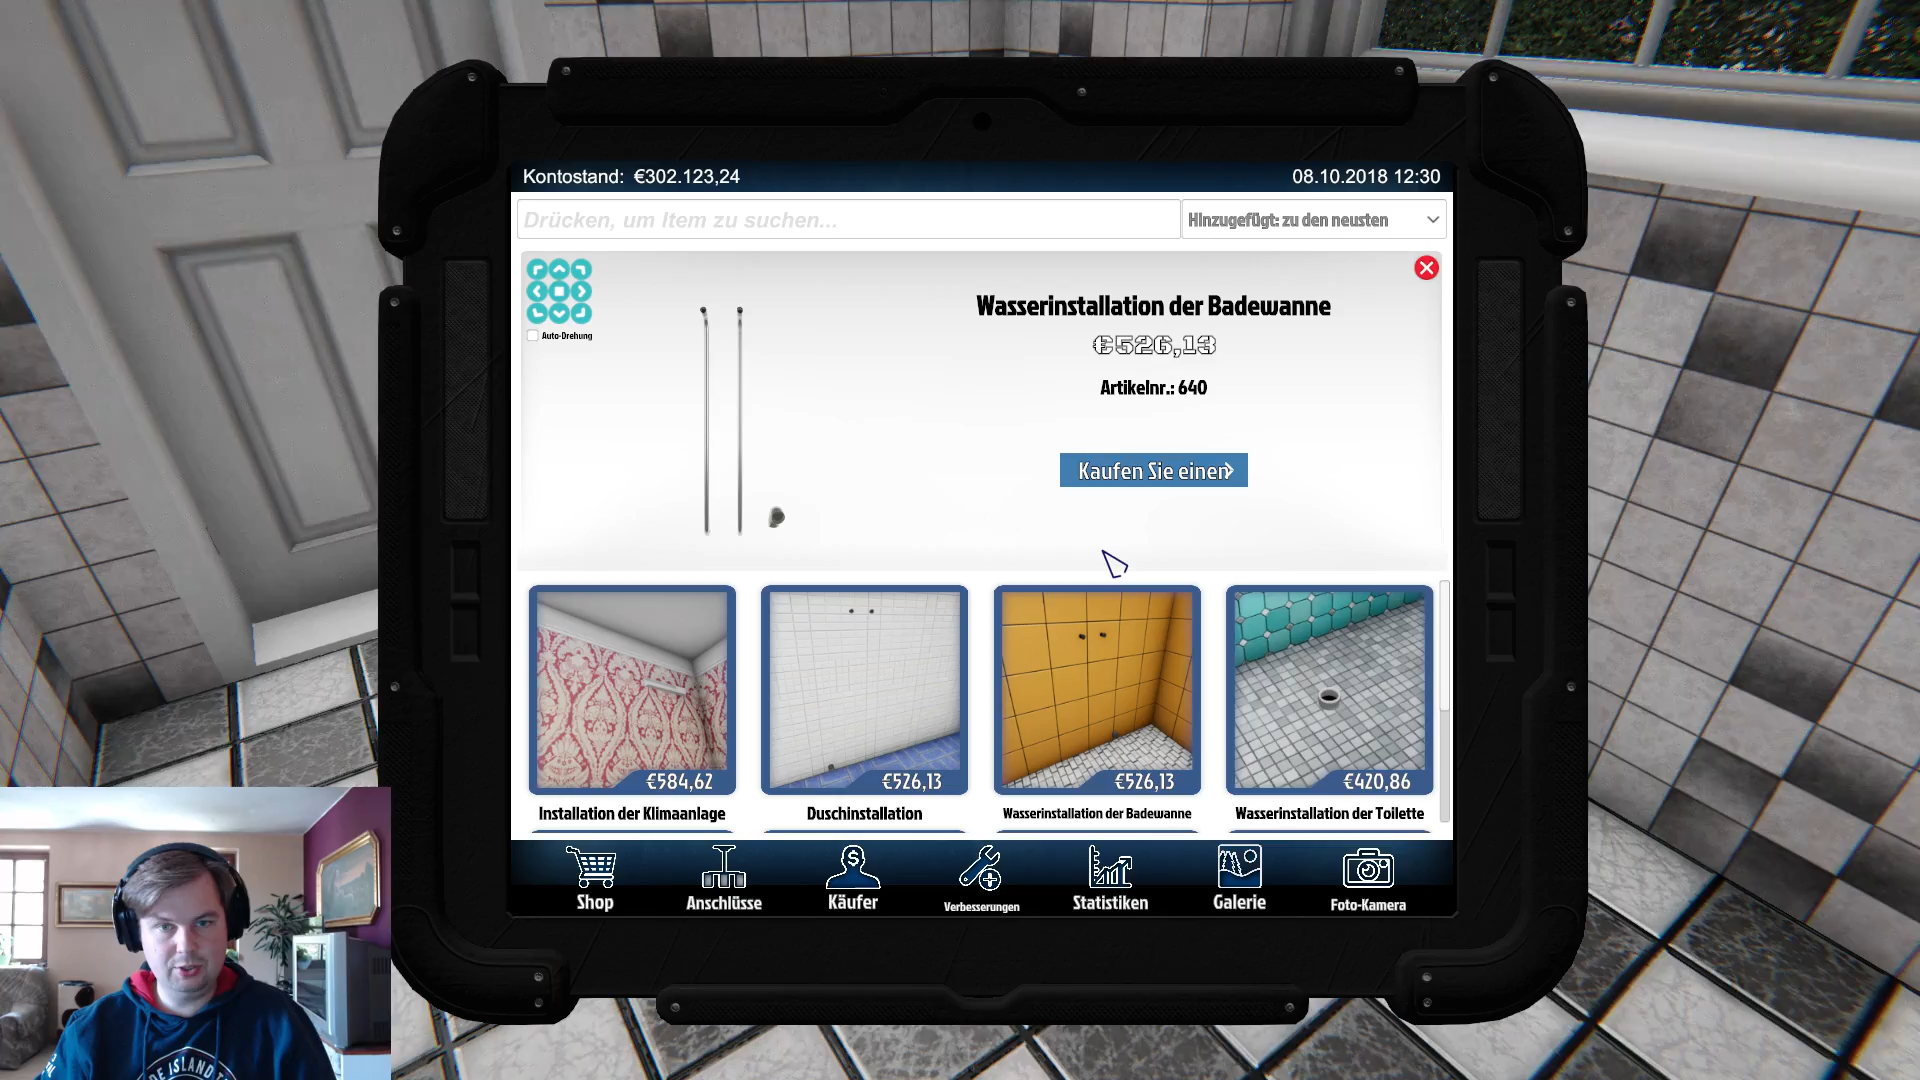 Kontostand: €302.123,24
08.10.2018 12:30
Drücken, um Item zu suchen...
Hinzugefügt: zu den neusten
Auto-Drehung
Wasserinstallation der Badewanne
€526,13
Artikelnr.: 640
Kaufen Sie einen
€584,62
€526,13
€526,13
€420,86
Installation der Klimaanlage
Duschinstallation
Wasserinstallation der Badewanne
Wasserinstallation der Toilette
Shop
Anschlüsse
Käufer
Verbesserungen
Statistiken
Galerie
Foto-Kamera